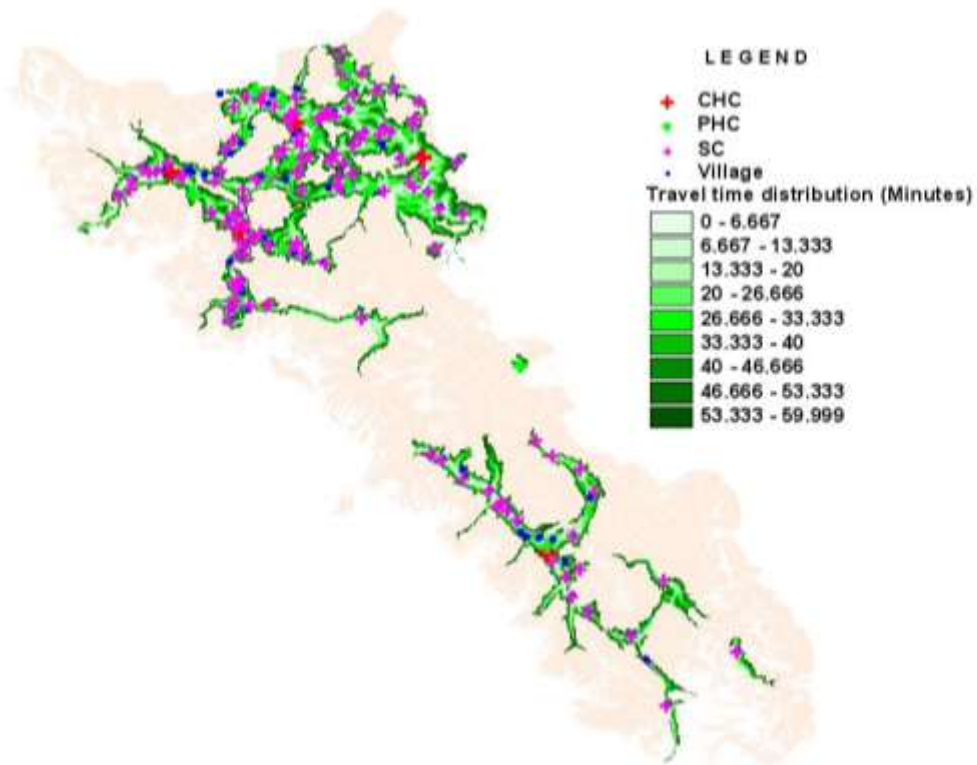 LEGEND
CHC
PHC
SC
Village
Travel time distribution (Minutes)
0 - 6.667
6.667 - 13.333
13.333 - 20
20 - 26.666
26.666 - 33.333
33.333 - 40
40 - 46.666
46.666 - 53.333
53.333 - 59.999